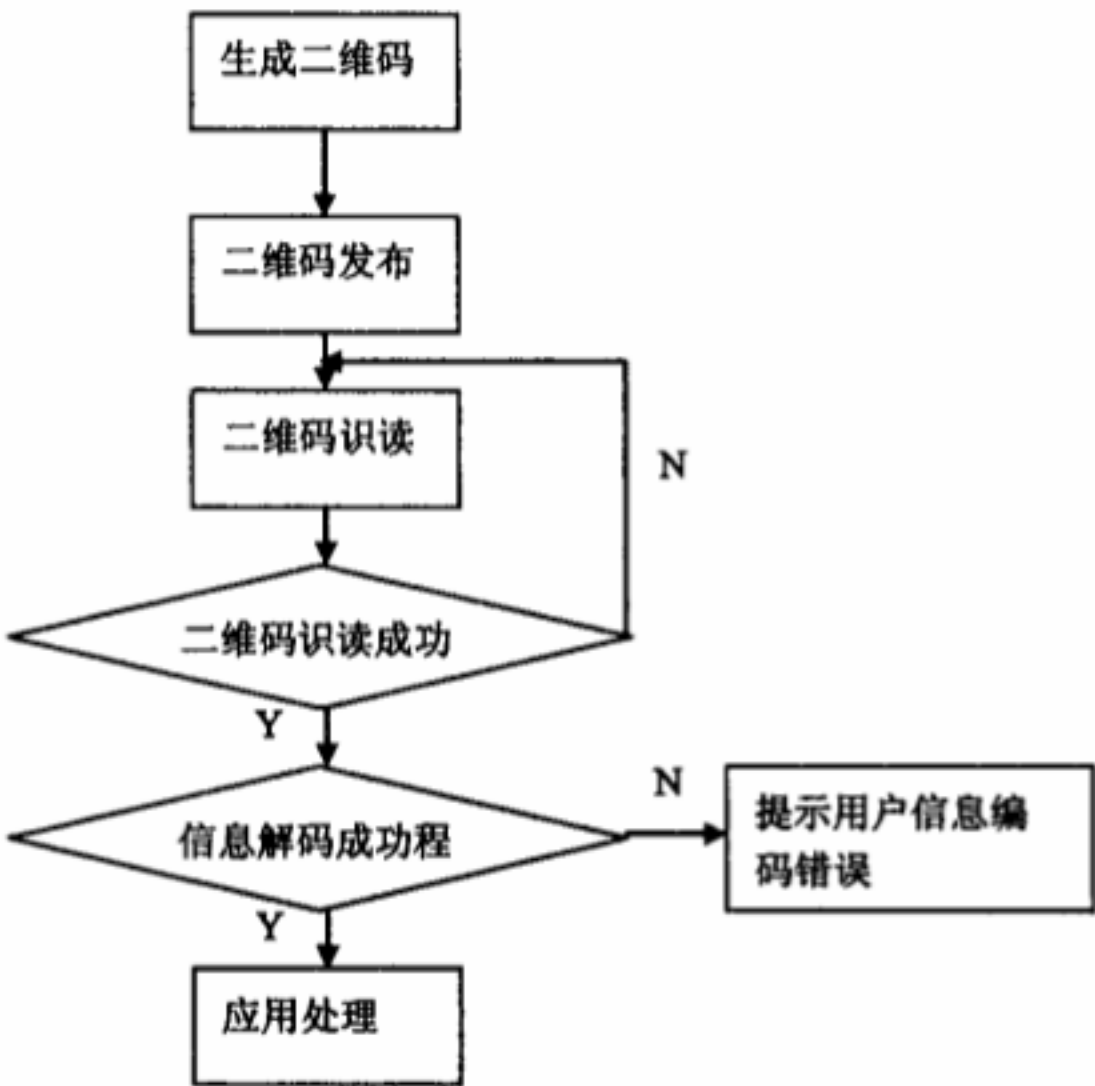 生成二维码
二维码发布
二维码识读
N
二维码识读成功
Y
N
信息解码成功程
提示用户信息编
码错误
Y
应用处理